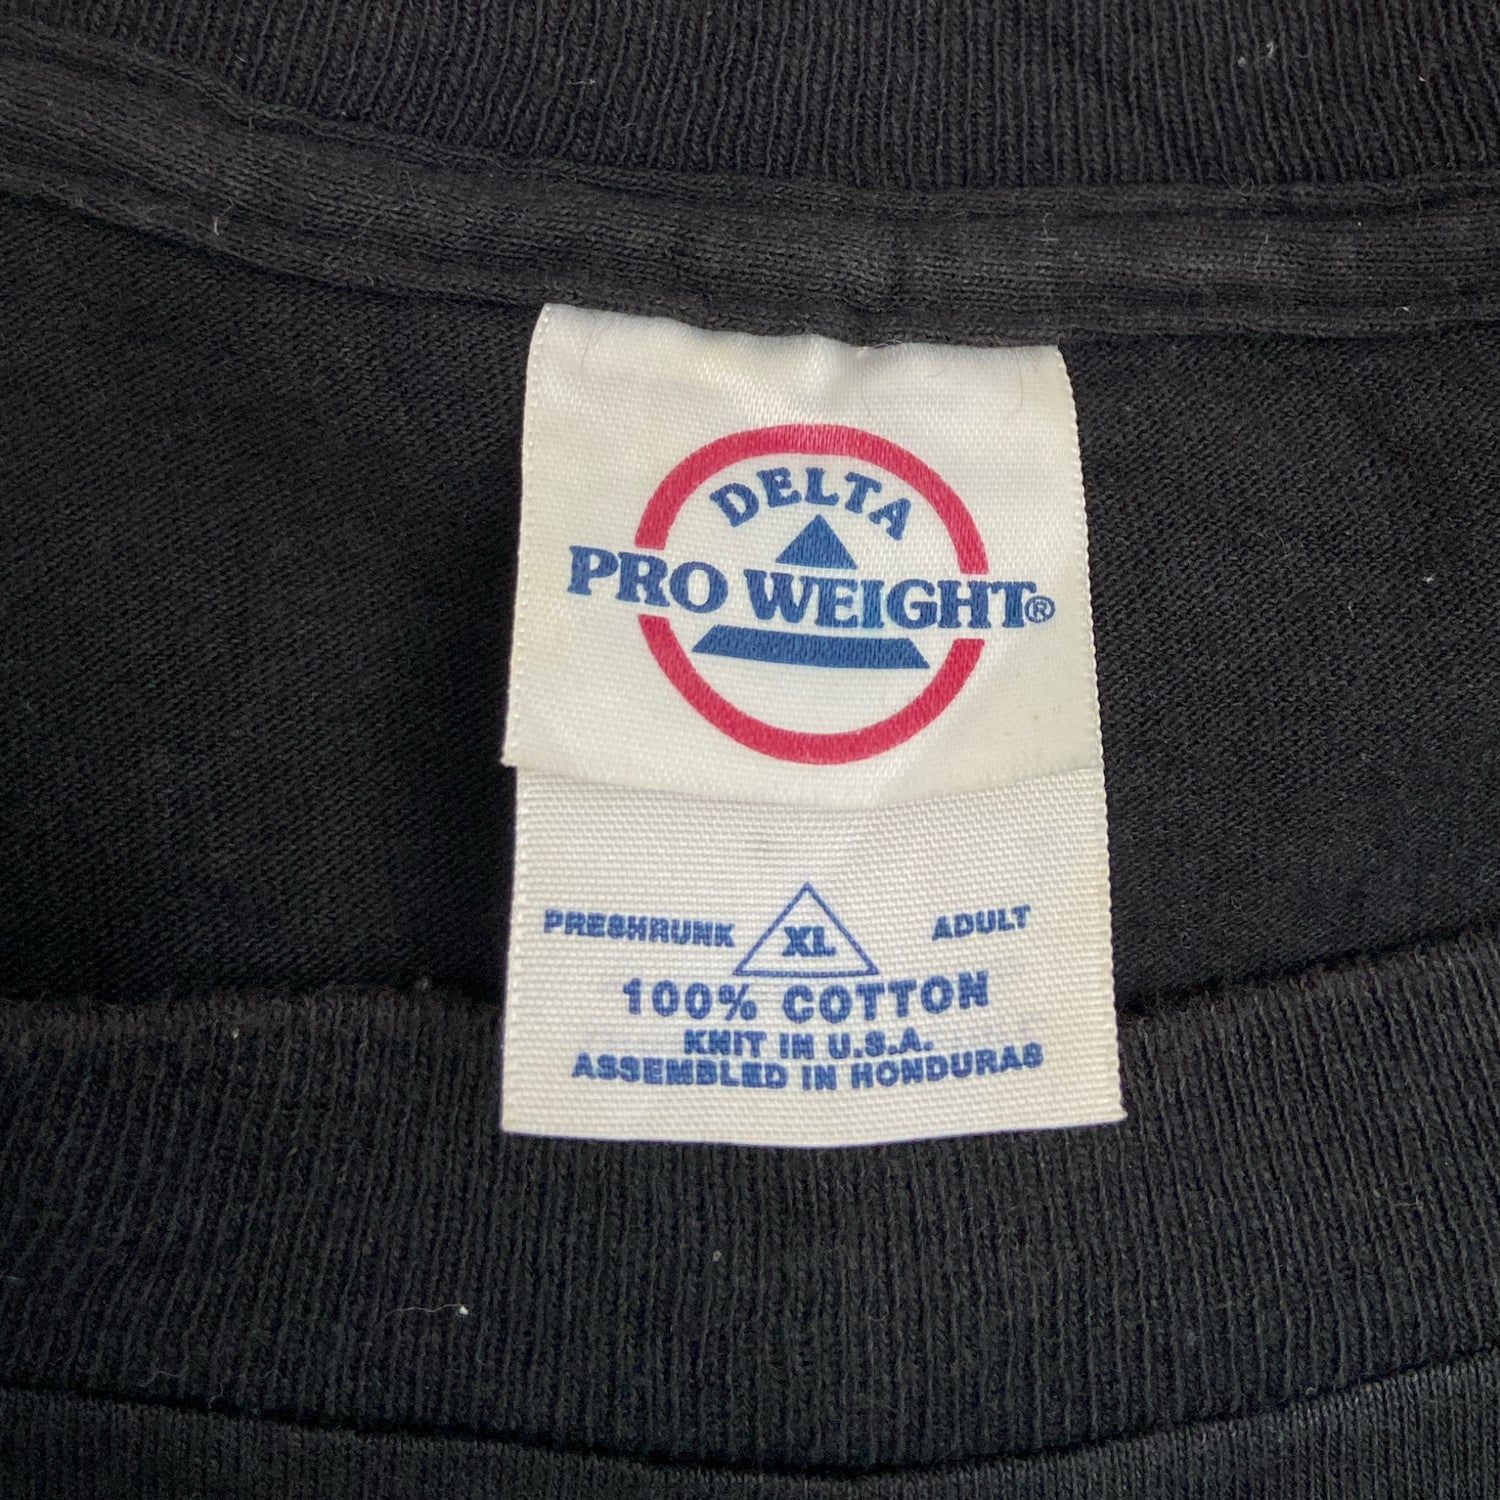 DELTA
PRO WEIGHT®
PRESHRUNK XL ADULT
100% COTTON
KNIT IN U.S.A.
ASSEMBLED IN HONDURAS